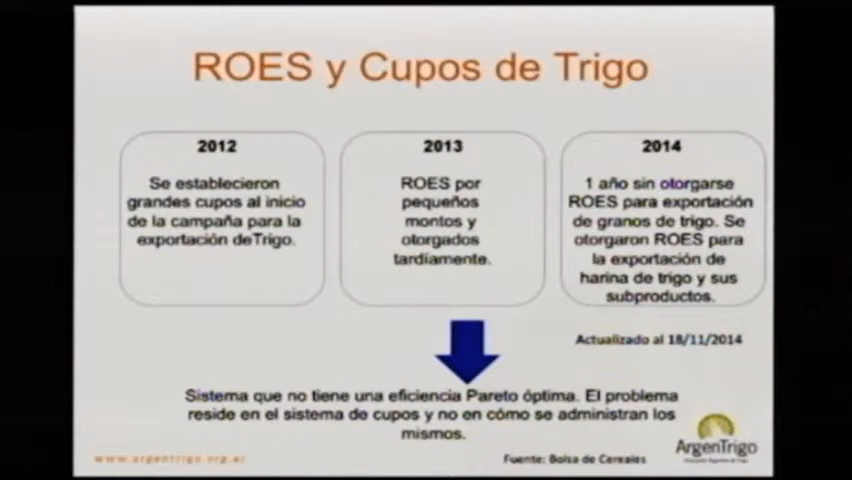 ROES y Cupos de Trigo
2012
Se establecieron
grandes cupos al inicio
de la campaña para la
exportación deTrigo.
2013
ROES por
pequeños
montos y
otorgados
tardíamente.
2014
1 año sin otorgarse
ROES para exportación
de granos de trigo. Se
otorgaron ROES para
la exportación de
harina de trigo y sus
subproductos.
Actualizado al 18/11/2014
Sistema que no tiene una eficiencia Pareto óptima. El problema
reside en el sistema de cupos y no en cómo se administran los
mismos.
ArgenTrigo
www.argentrigo.org.ar
Fuente: Bolsa de Cereales